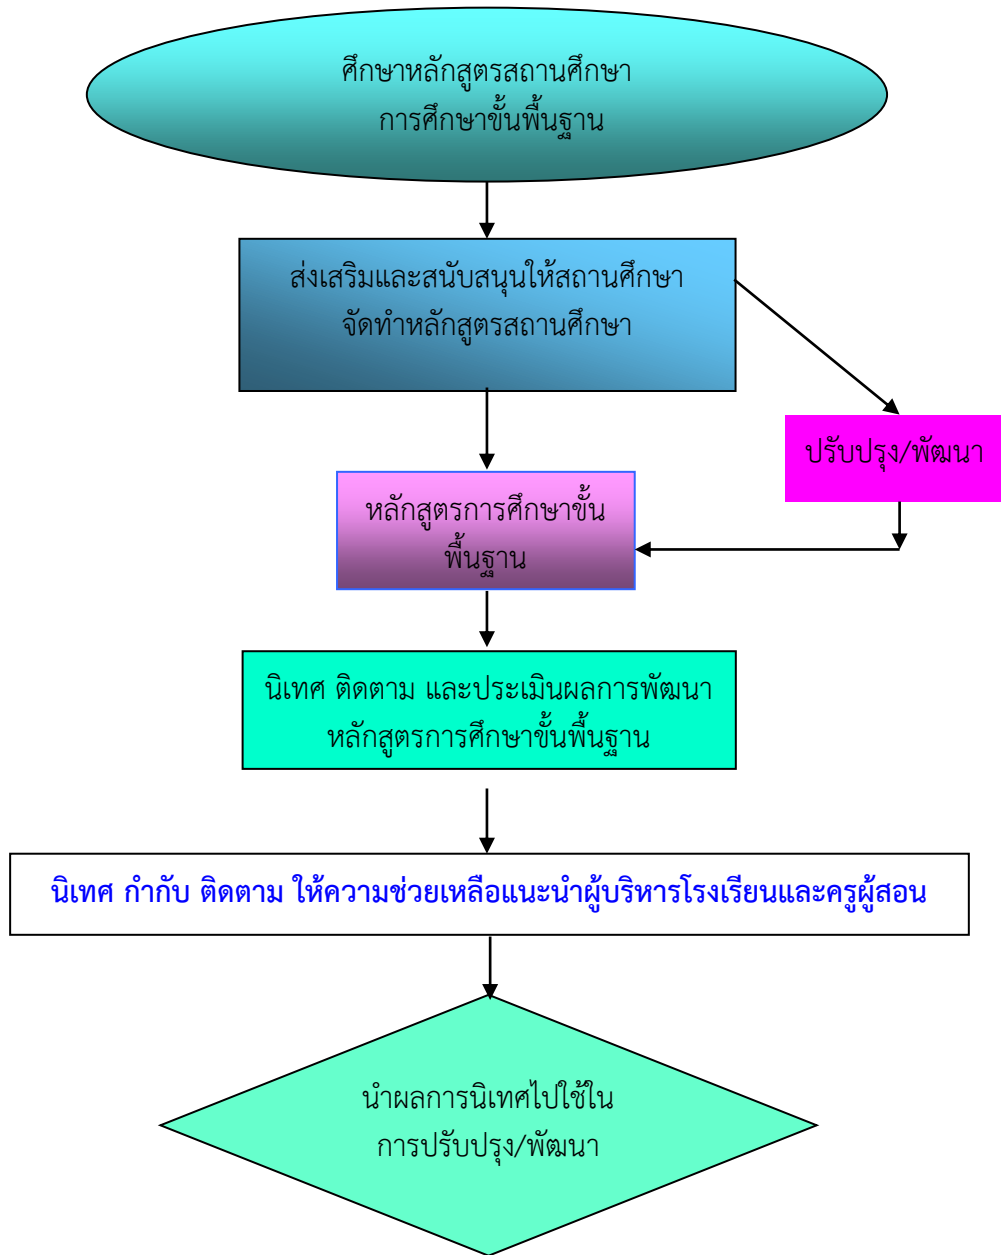 ศึกษาหลักสูตรสถานศึกษา
การศึกษาขั้นพื้นฐาน
ส่งเสริมและสนับสนุนให้สถานศึกษา
จัดทำหลักสูตรสถานศึกษา
ปรับปรุง/พัฒนา
หลักสูตรการศึกษาขั้น
พื้นฐาน
นิเทศ ติดตาม และประเมินผลการพัฒนา
หลักสูตรการศึกษาขั้นพื้นฐาน
นิเทศ กำกับ ติดตาม ให้ความช่วยเหลือแนะนำผู้บริหารโรงเรียนและครูผู้สอน
นำผลการนิเทศไปใช้ใน
การปรับปรุง/พัฒนา